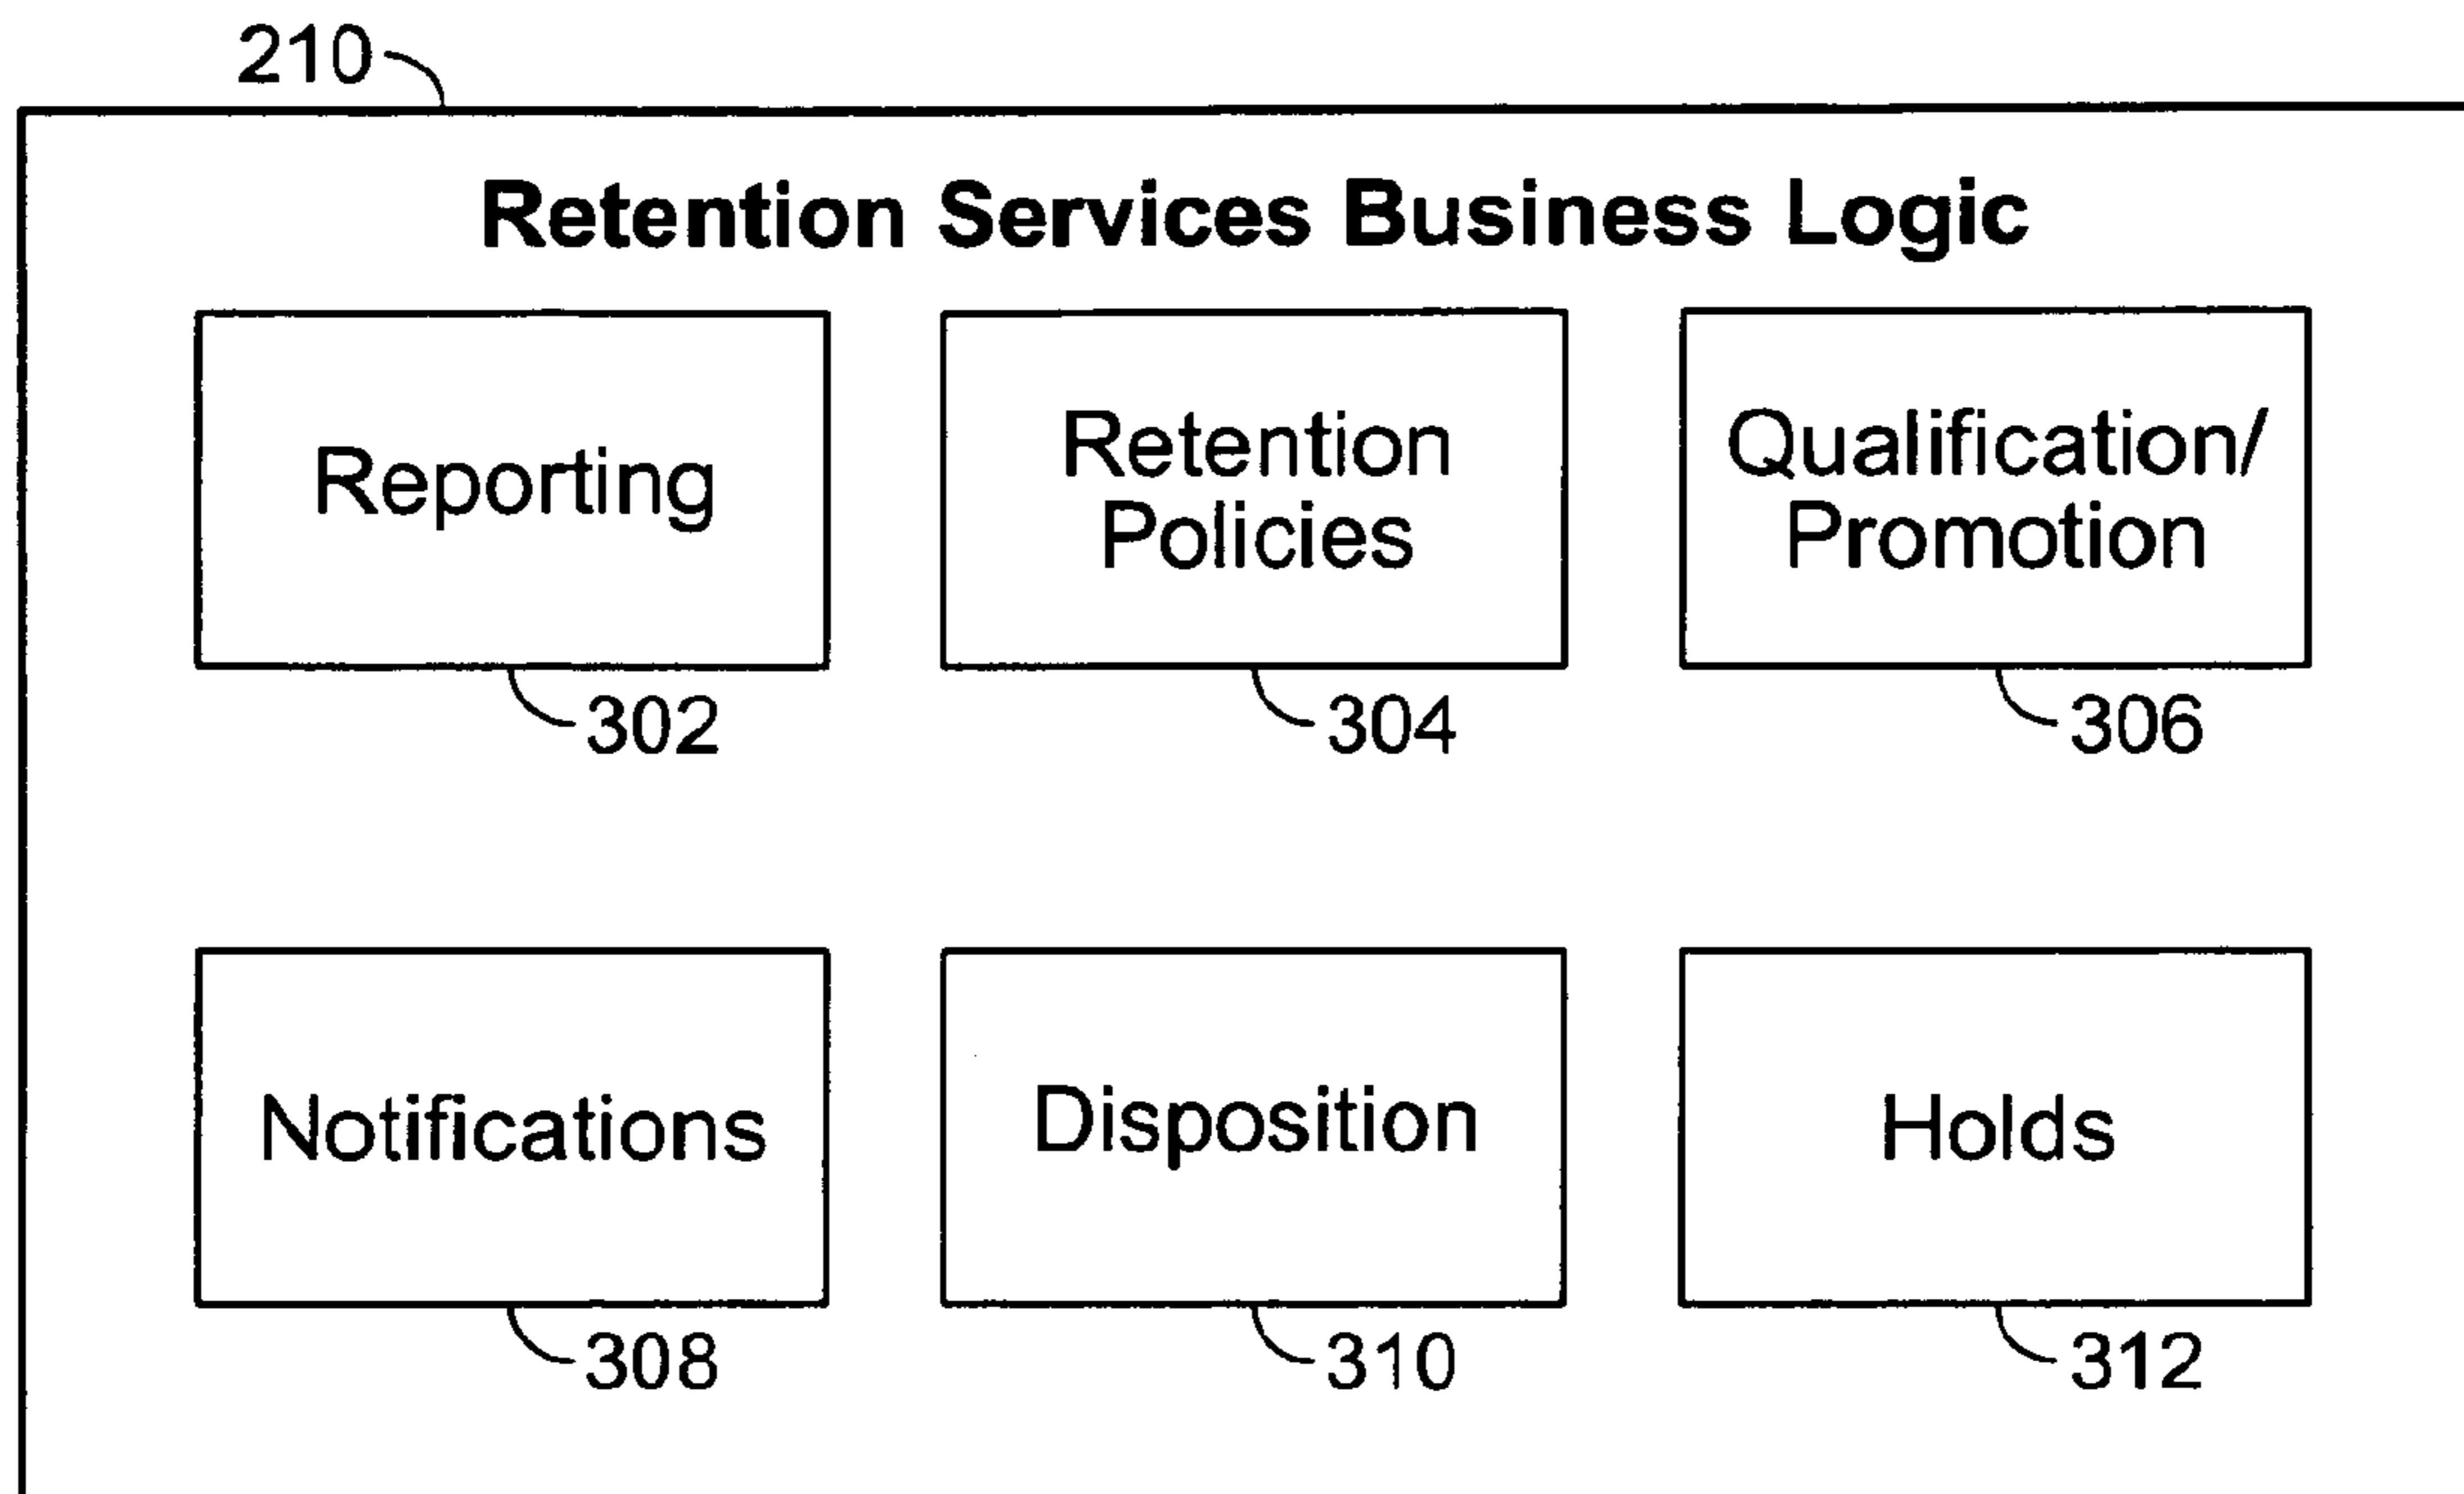 210
Retention Services Business Logic
Reporting
302
Retention
Policies
304
Qualification/
Promotion
306
Notifications
308
Disposition
310
Holds
312